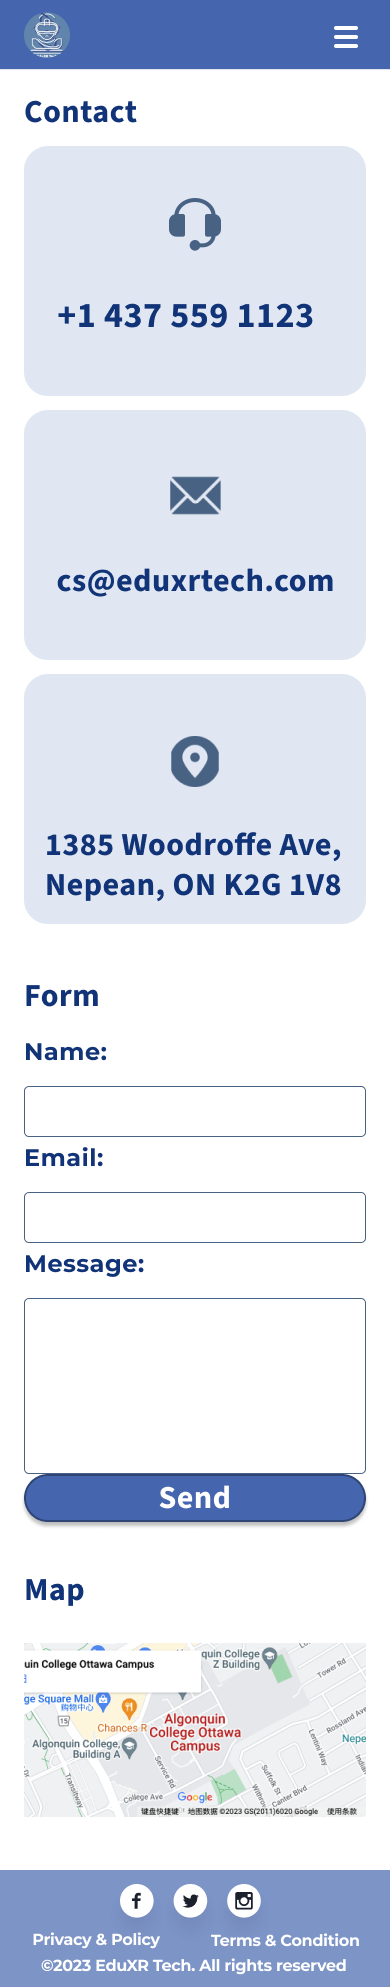 Contact
+1 437 559 1123
cs@eduxrtech.com
1385 Woodroffe Ave,
Nepean, ON K2G 1V8
Form
Name:
Email:
Message:
Send
Map
quin College Z Building
Tower Rd
uin College Ottawa Campus
ge Square Mall
购物中心
15
Chances R
Algonquin College Ottawa Campus
Rossland Ave
Lentini Way
Nepe
Algonquin College, Building A
Service Rd
Transitway
College Ave
Suffolk St
Canter Blvd
Google
键盘快捷键
地图数据 ©2023 GS(2011)6020 Google
使用条款
Privacy & Policy
Terms & Condition
©2023 EduXR Tech. All rights reserved